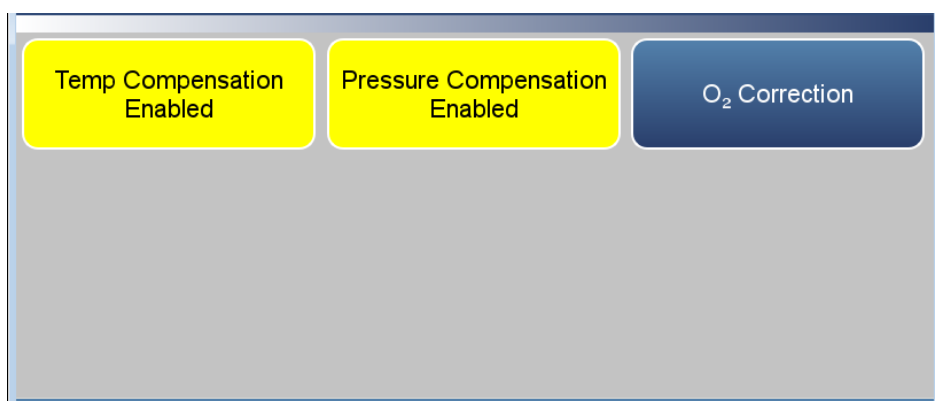 Temp Compensation
Enabled
Pressure Compensation
Enabled
O₂ Correction